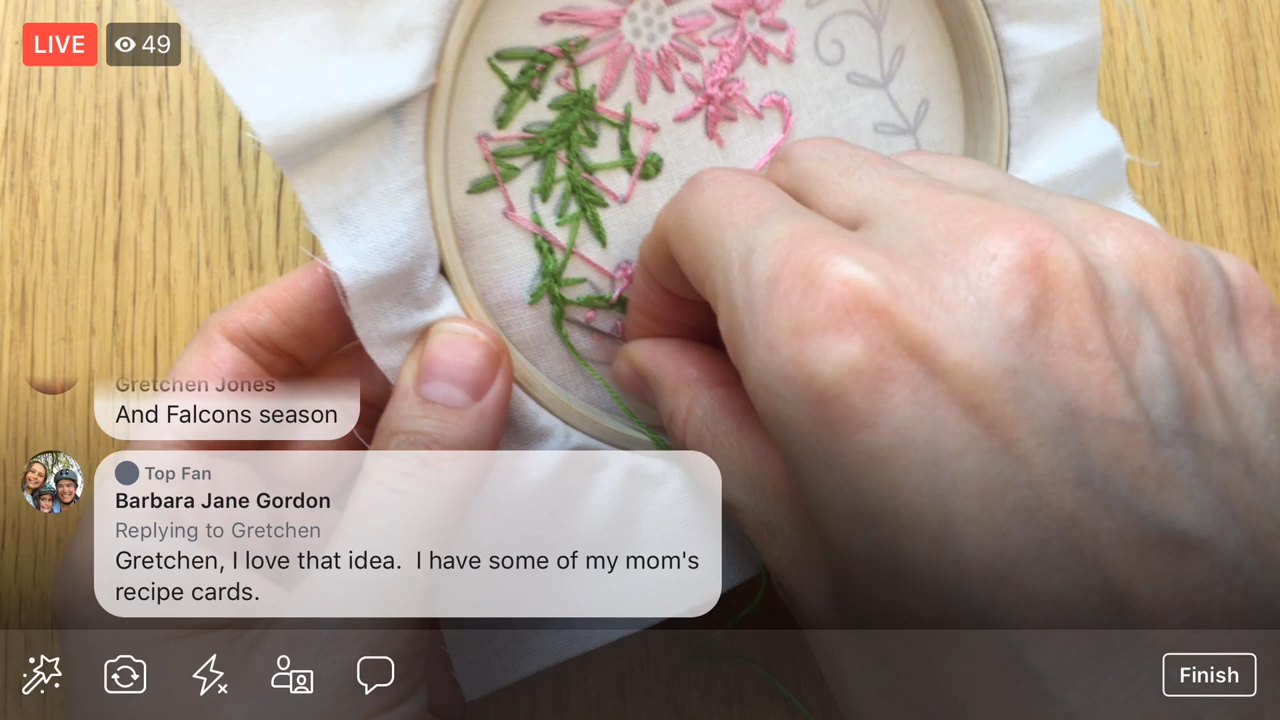 LIVE 49
Gretchen Jones
And Falcons season
Top Fan
Barbara Jane Gordon
Replying to Gretchen
Gretchen, I love that idea.  I have some of my mom's
recipe cards.
Finish